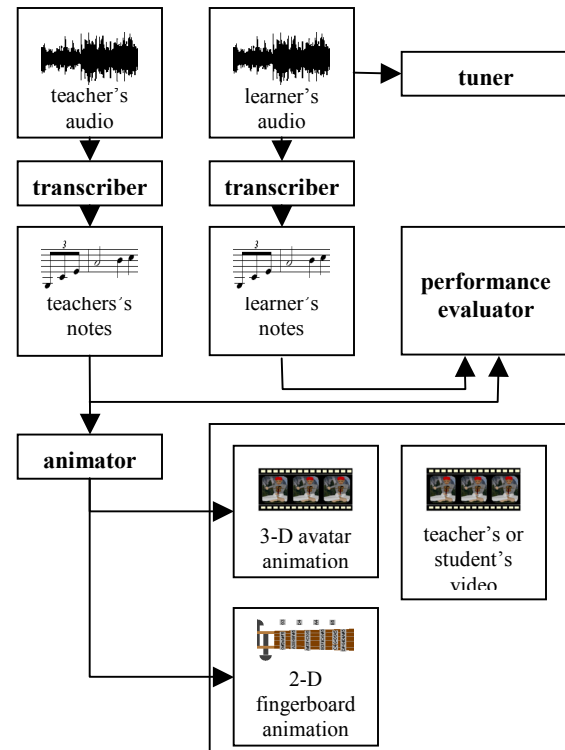 teacher's
audio
learner's
audio
tuner
transcriber
transcriber
3
teachers´s
notes
3
learner´s
notes
performance
evaluator
animator
3-D avatar
animation
teacher's or
student's
video
2-D
fingerboard
animation